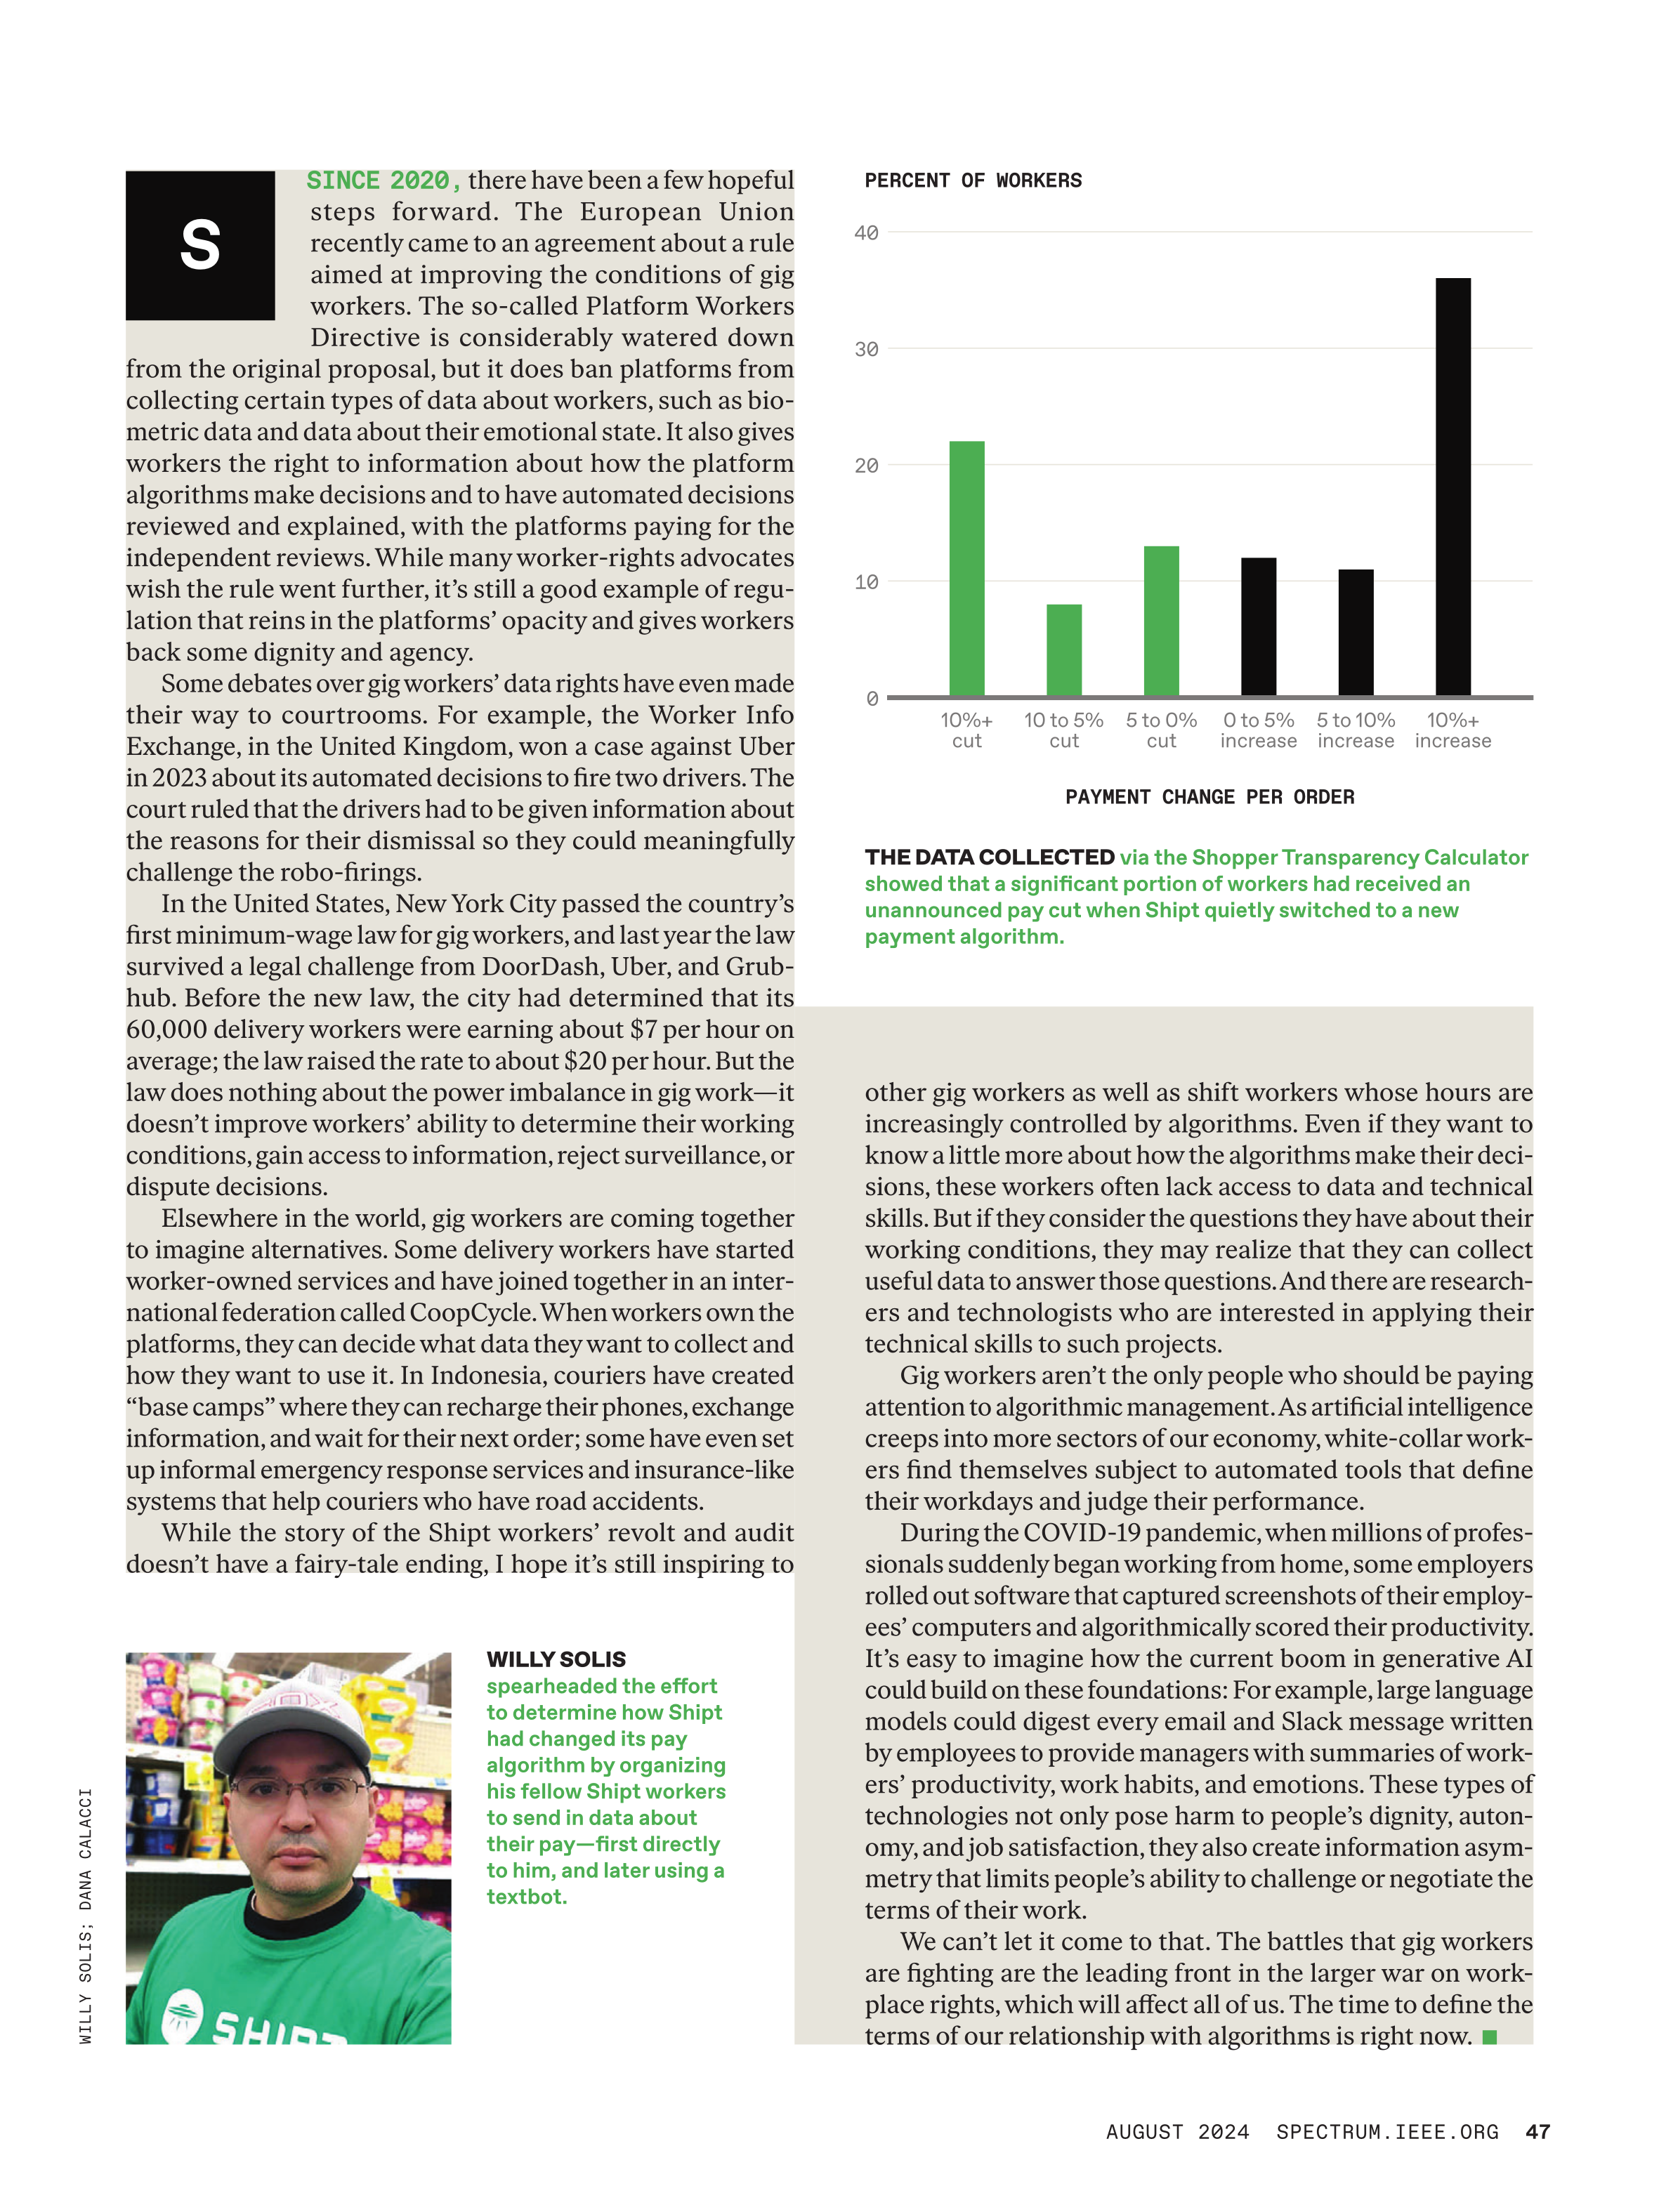 S
SINCE 2020, there have been a few hopeful
steps forward. The European Union
recently came to an agreement about a rule
aimed at improving the conditions of gig
workers. The so-called Platform Workers
Directive is considerably watered down
from the original proposal, but it does ban platforms from
collecting certain types of data about workers, such as bio-
metric data and data about their emotional state. It also gives
workers the right to information about how the platform
algorithms make decisions and to have automated decisions
reviewed and explained, with the platforms paying for the
independent reviews. While many worker-rights advocates
wish the rule went further, it’s still a good example of regu-
lation that reins in the platforms’ opacity and gives workers
back some dignity and agency.
Some debates over gig workers’ data rights have even made
their way to courtrooms. For example, the Worker Info
Exchange, in the United Kingdom, won a case against Uber
in 2023 about its automated decisions to fire two drivers. The
court ruled that the drivers had to be given information about
the reasons for their dismissal so they could meaningfully
challenge the robo-firings.
In the United States, New York City passed the country’s
first minimum-wage law for gig workers, and last year the law
survived a legal challenge from DoorDash, Uber, and Grub-
hub. Before the new law, the city had determined that its
60,000 delivery workers were earning about $7 per hour on
average; the law raised the rate to about $20 per hour. But the
law does nothing about the power imbalance in gig work—it
doesn’t improve workers’ ability to determine their working
conditions, gain access to information, reject surveillance, or
dispute decisions.
Elsewhere in the world, gig workers are coming together
to imagine alternatives. Some delivery workers have started
worker-owned services and have joined together in an inter-
national federation called CoopCycle. When workers own the
platforms, they can decide what data they want to collect and
how they want to use it. In Indonesia, couriers have created
“base camps” where they can recharge their phones, exchange
information, and wait for their next order; some have even set
up informal emergency response services and insurance-like
systems that help couriers who have road accidents.
While the story of the Shipt workers’ revolt and audit
doesn’t have a fairy-tale ending, I hope it’s still inspiring to
WILLY SOLIS; DANA CALACCI
SHIPT
WILLY SOLIS
spearheaded the effort
to determine how Shipt
had changed its pay
algorithm by organizing
his fellow Shipt workers
to send in data about
their pay—first directly
to him, and later using a
textbot.
PERCENT OF WORKERS
40
30
20
10
0
10%+ cut
10 to 5% cut
5 to 0% cut
0 to 5% increase
5 to 10% increase
10%+ increase
PAYMENT CHANGE PER ORDER
THE DATA COLLECTED via the Shopper Transparency Calculator
showed that a significant portion of workers had received an
unannounced pay cut when Shipt quietly switched to a new
payment algorithm.
other gig workers as well as shift workers whose hours are
increasingly controlled by algorithms. Even if they want to
know a little more about how the algorithms make their deci-
sions, these workers often lack access to data and technical
skills. But if they consider the questions they have about their
working conditions, they may realize that they can collect
useful data to answer those questions. And there are research-
ers and technologists who are interested in applying their
technical skills to such projects.
Gig workers aren’t the only people who should be paying
attention to algorithmic management. As artificial intelligence
creeps into more sectors of our economy, white-collar work-
ers find themselves subject to automated tools that define
their workdays and judge their performance.
During the COVID-19 pandemic, when millions of profes-
sionals suddenly began working from home, some employers
rolled out software that captured screenshots of their employ-
ees’ computers and algorithmically scored their productivity.
It’s easy to imagine how the current boom in generative AI
could build on these foundations: For example, large language
models could digest every email and Slack message written
by employees to provide managers with summaries of work-
ers’ productivity, work habits, and emotions. These types of
technologies not only pose harm to people’s dignity, auton-
omy, and job satisfaction, they also create information asym-
metry that limits people’s ability to challenge or negotiate the
terms of their work.
We can’t let it come to that. The battles that gig workers
are fighting are the leading front in the larger war on work-
place rights, which will affect all of us. The time to define the
terms of our relationship with algorithms is right now.
AUGUST 2024 SPECTRUM.IEEE.ORG 47